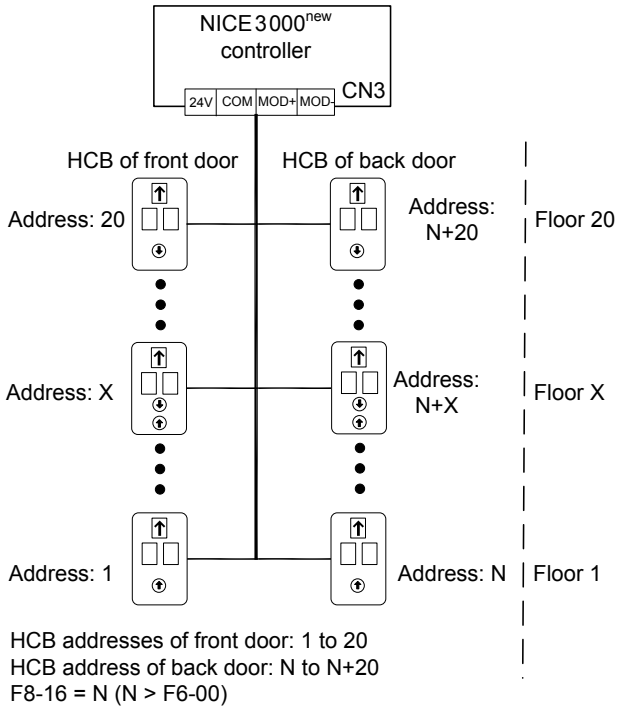 NICE3000new
controller
24V COM MOD+ MOD- CN3
HCB of front door HCB of back door
Address: 20
Address:
N+20
Floor 20
Address: X
Address:
N+X
Floor X
Address: 1
Address: N
Floor 1
HCB addresses of front door: 1 to 20
HCB address of back door: N to N+20
F8-16 = N (N > F6-00)